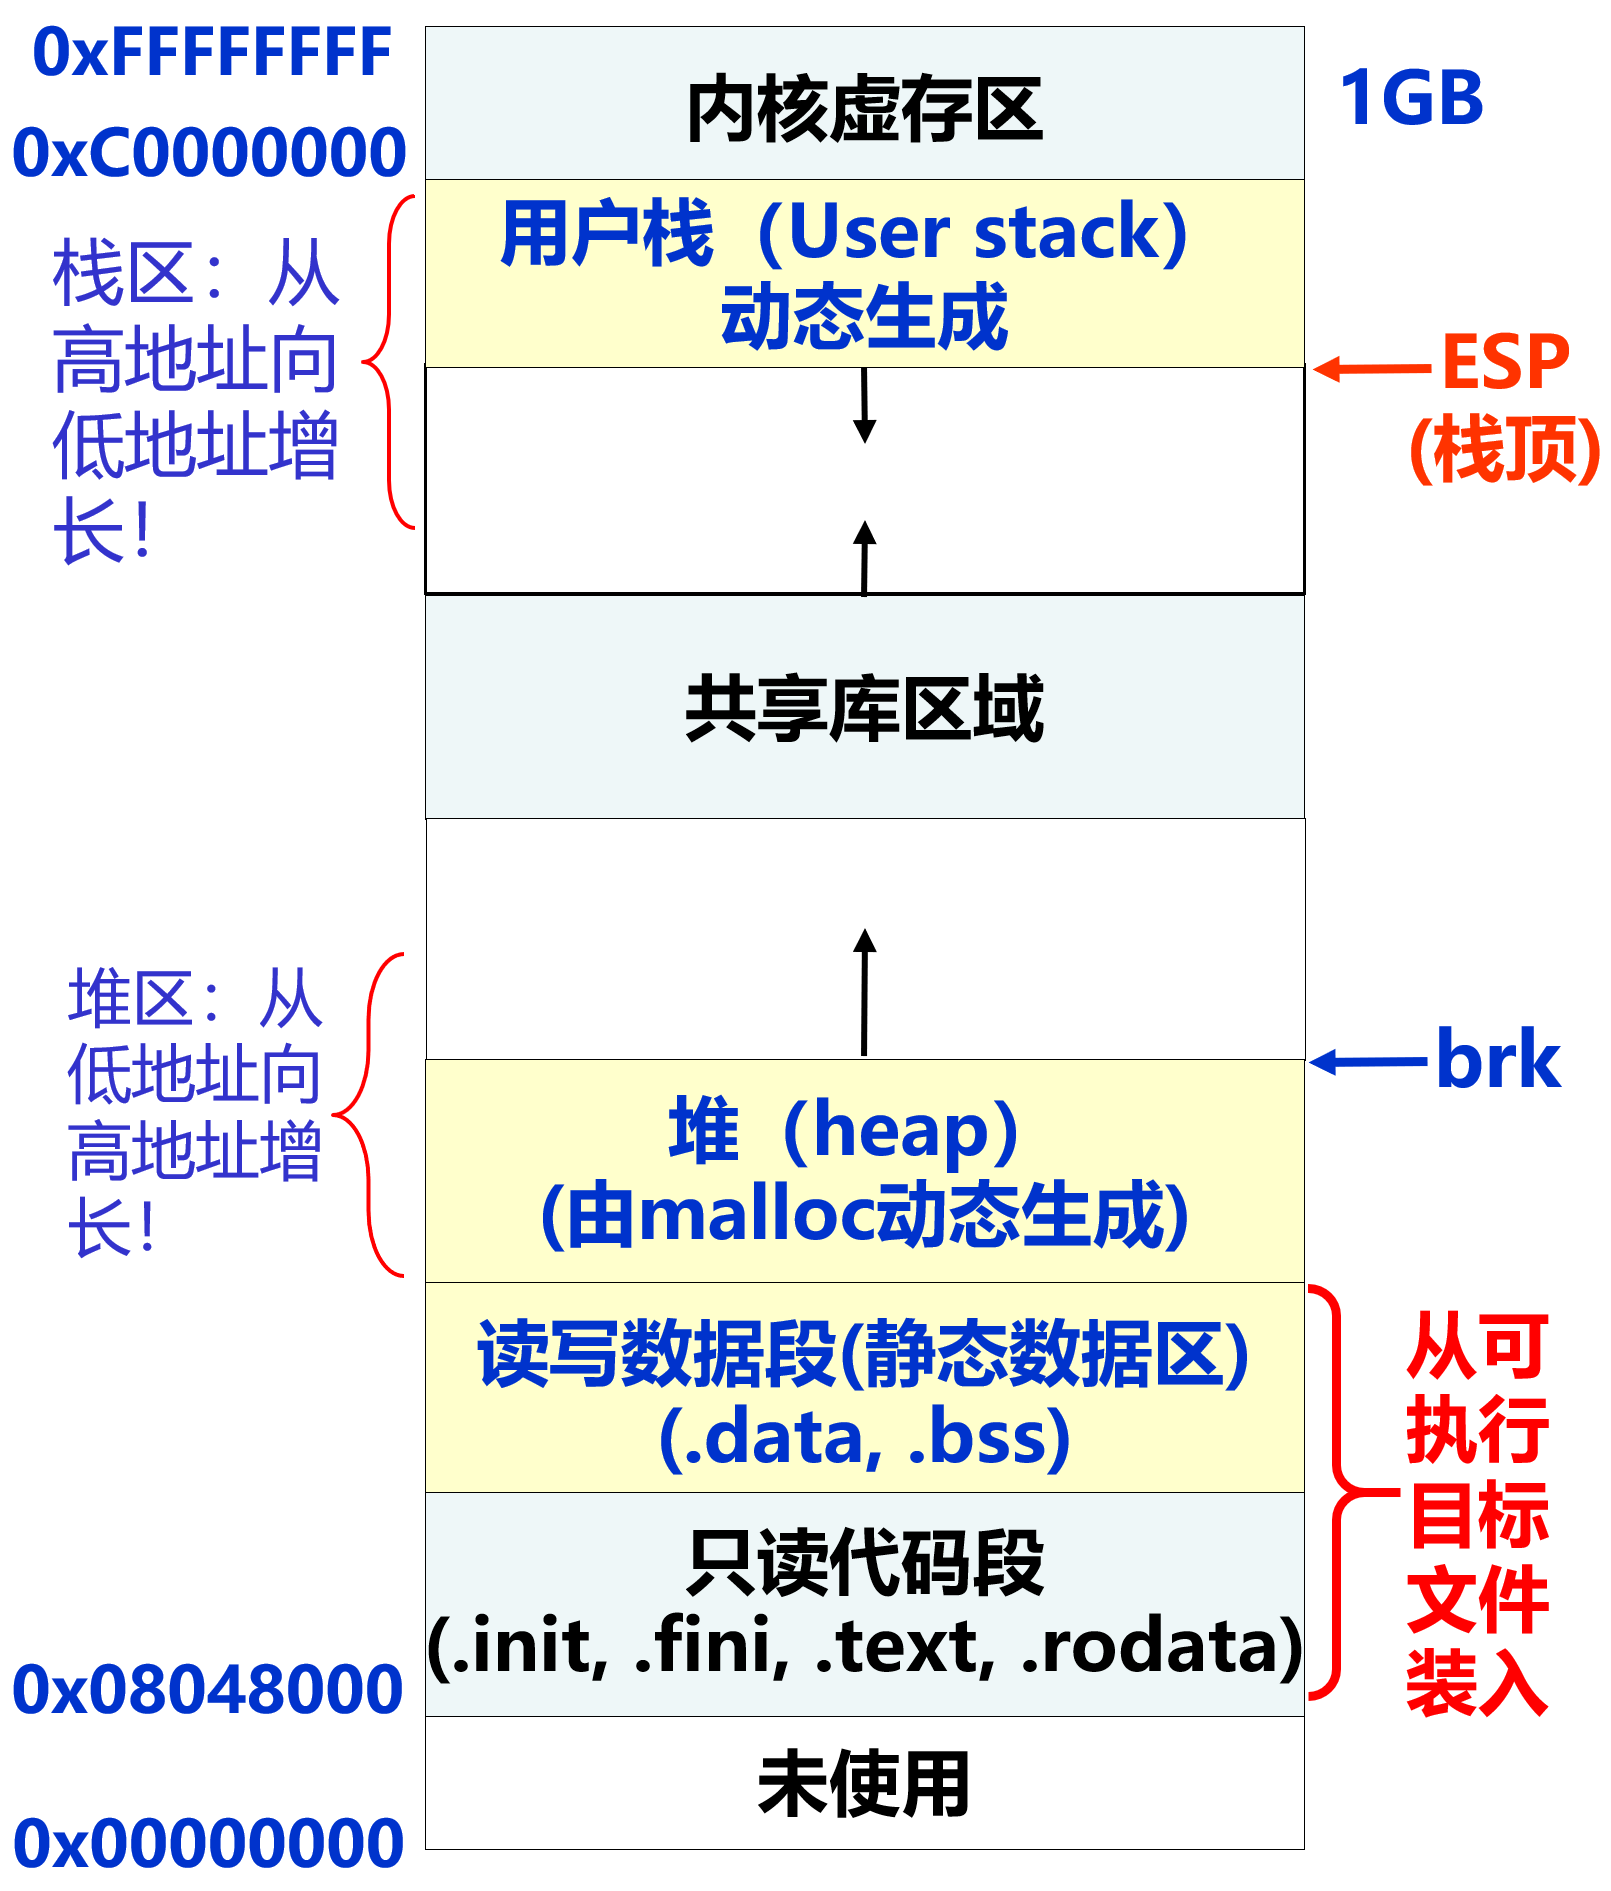 0xFFFFFFFF
内核虚存区
1GB
0xC0000000
用户栈（User stack）
动态生成
栈区：从
高地址向
低地址增
长！
ESP
(栈顶)
共享库区域
堆区：从
低地址向
高地址增
长！
brk
堆（heap）
(由malloc动态生成)
读写数据段(静态数据区)
(.data, .bss)
从可
执行
目标
文件
装入
只读代码段
(.init, .fini, .text, .rodata)
0x08048000
未使用
0x00000000